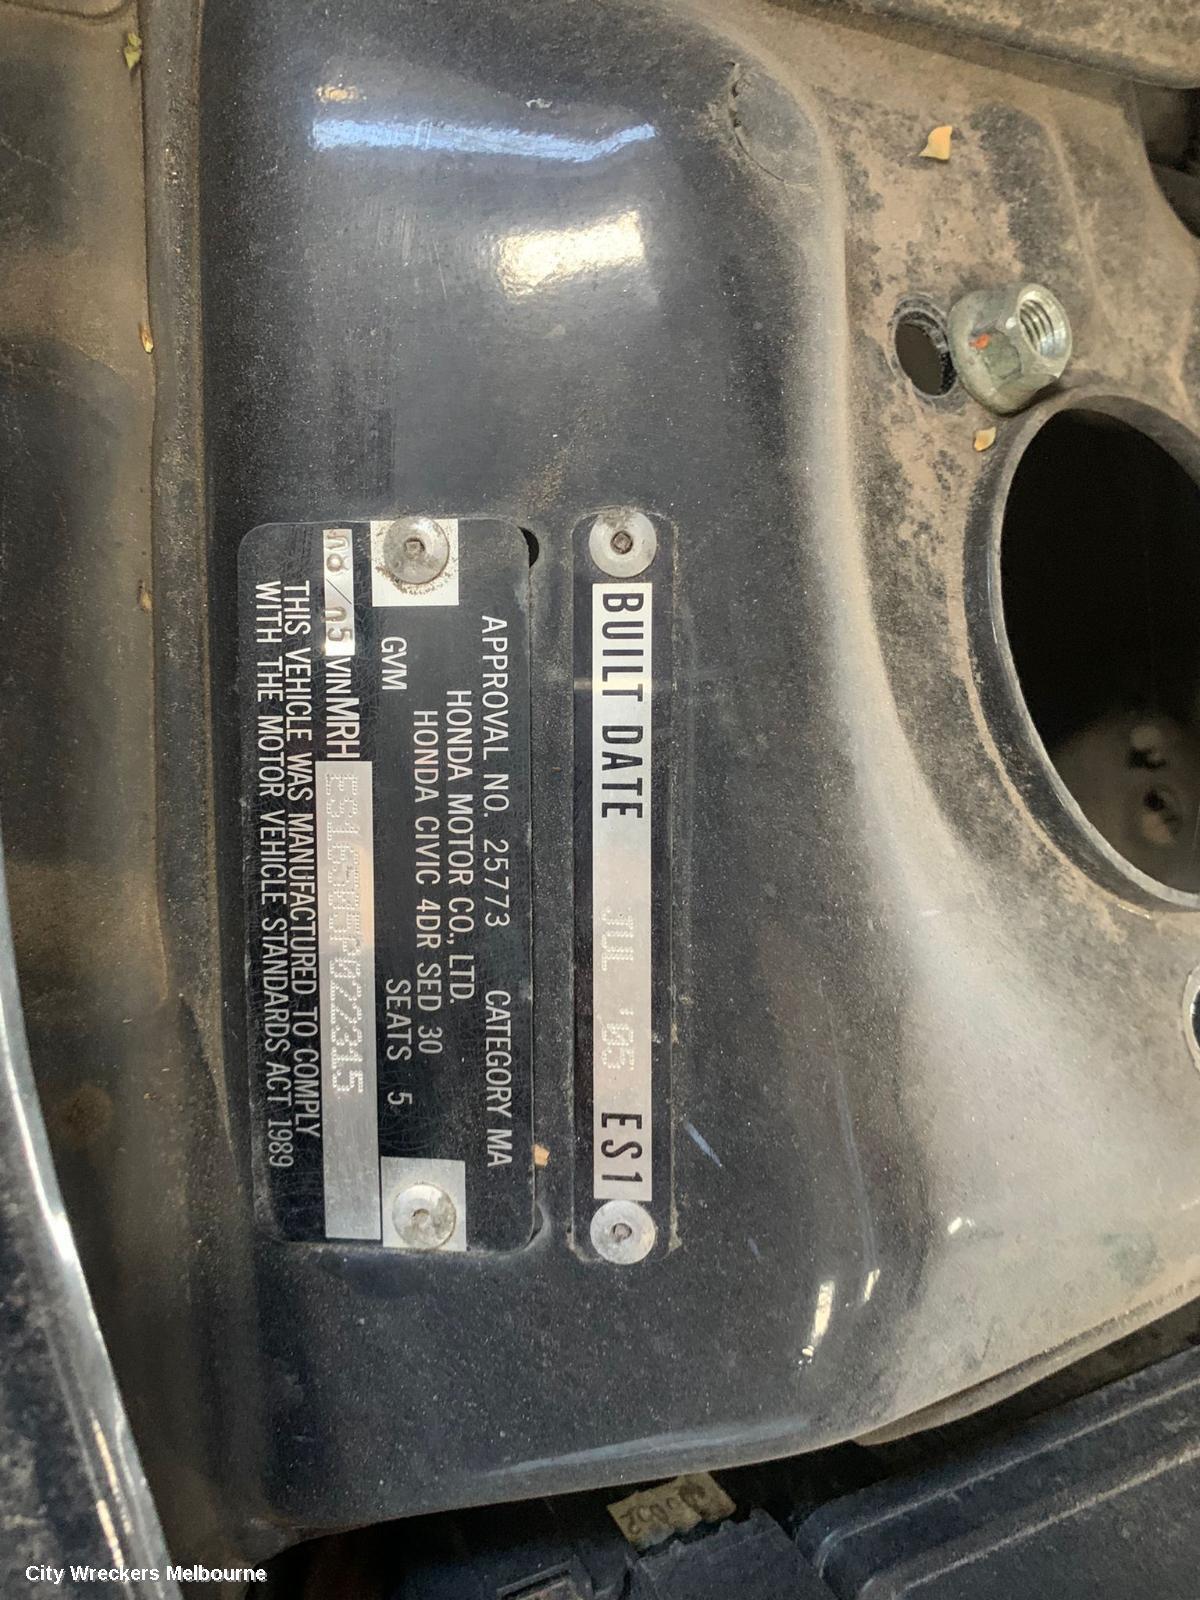 BUILT DATE JUL '05 ES1
APPROVAL NO. 25773 CATEGORY MA
HONDA MOTOR CO., LTD.
HONDA CIVIC 4DR SED 30
GVM SEATS 5
08/05 VIN MRH ES16505P022315
THIS VEHICLE WAS MANUFACTURED TO COMPLY
WITH THE MOTOR VEHICLE STANDARDS ACT 1989
City Wreckers Melbourne